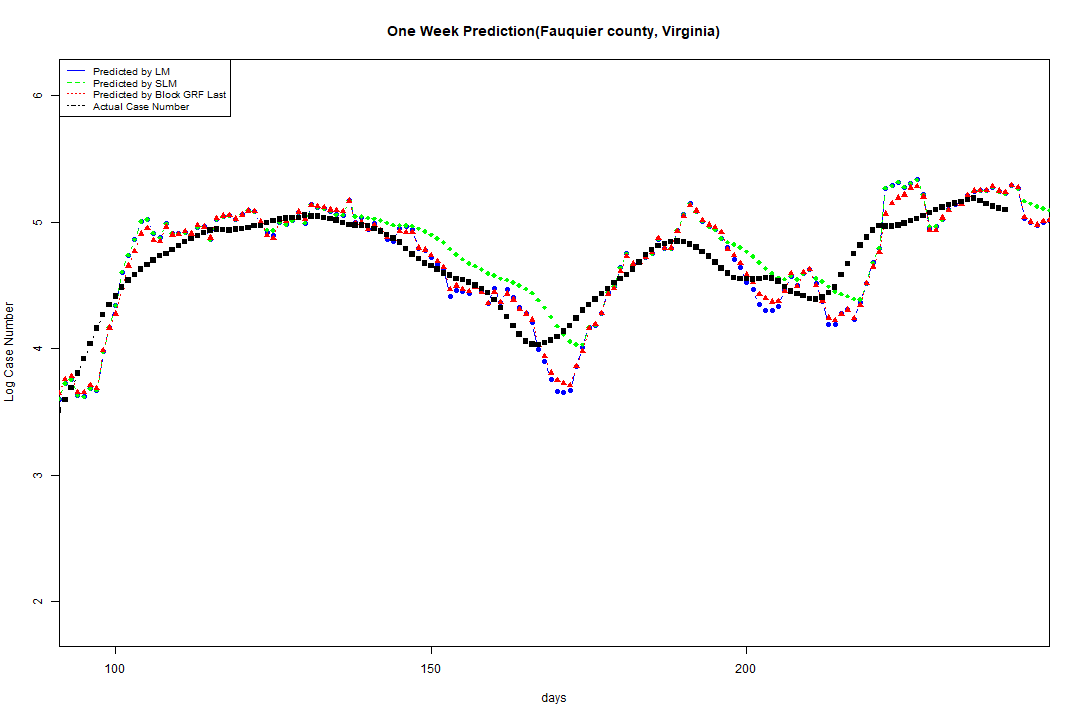 One Week Prediction(Fauquier county, Virginia)
Predicted by LM
Predicted by SLM
Predicted by Block GRF Last
Actual Case Number
6
5
4
3
2
Log Case Number
100 150 200
days